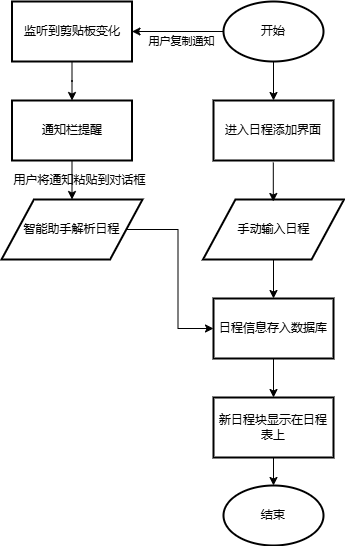 监听到剪贴板变化
用户复制通知
开始
通知栏提醒
进入日程添加界面
用户将通知粘贴到对话框
智能助手解析日程
手动输入日程
日程信息存入数据库
新日程块显示在日程
表上
结束